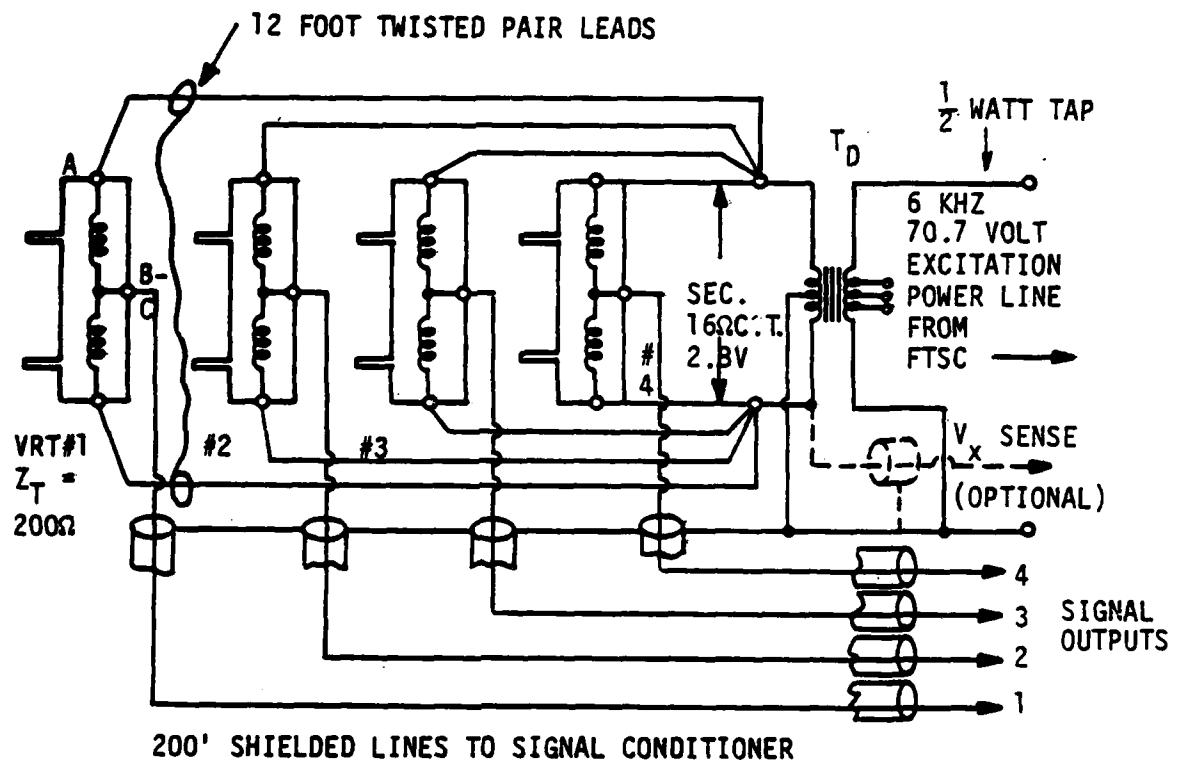 12 FOOT TWISTED PAIR LEADS
1/2 WATT TAP
T_D
A
6 KHZ
70.7 VOLT
EXCITATION
POWER LINE
FROM
FTSC
B-
C
SEC.
16ΩC.T.
2.8V
#4
VRT#1
Z_T =
200Ω
#2
#3
V_x SENSE
(OPTIONAL)
4
3
2
1
SIGNAL
OUTPUTS
200' SHIELDED LINES TO SIGNAL CONDITIONER